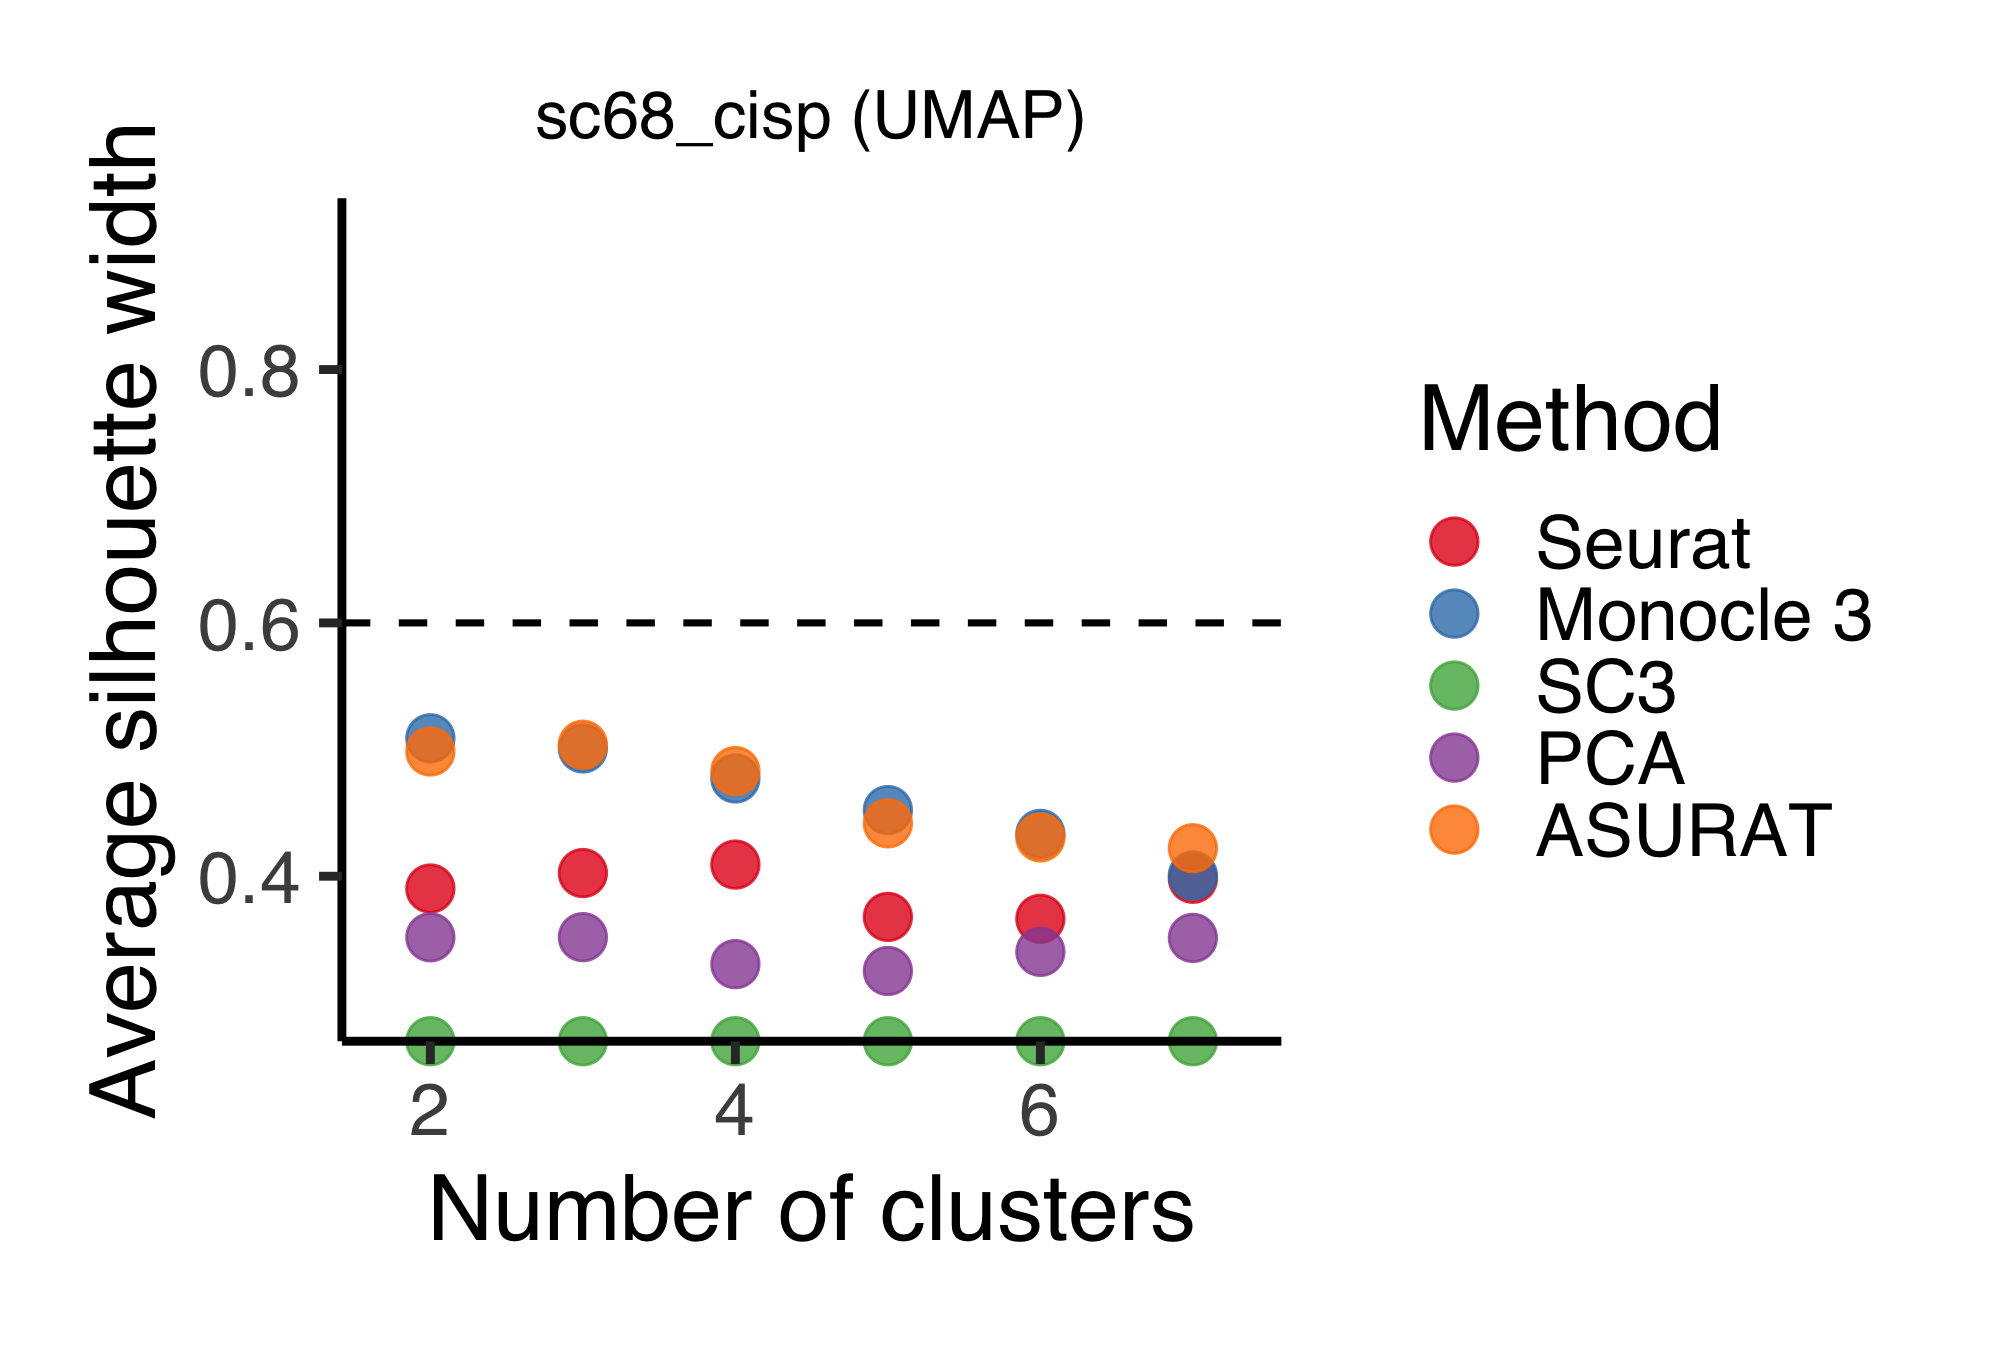 sc68_cisp (UMAP)
Average silhouette width
0.8
0.6
0.4
2 4 6
Number of clusters
Method
Seurat
Monocle 3
SC3
PCA
ASURAT